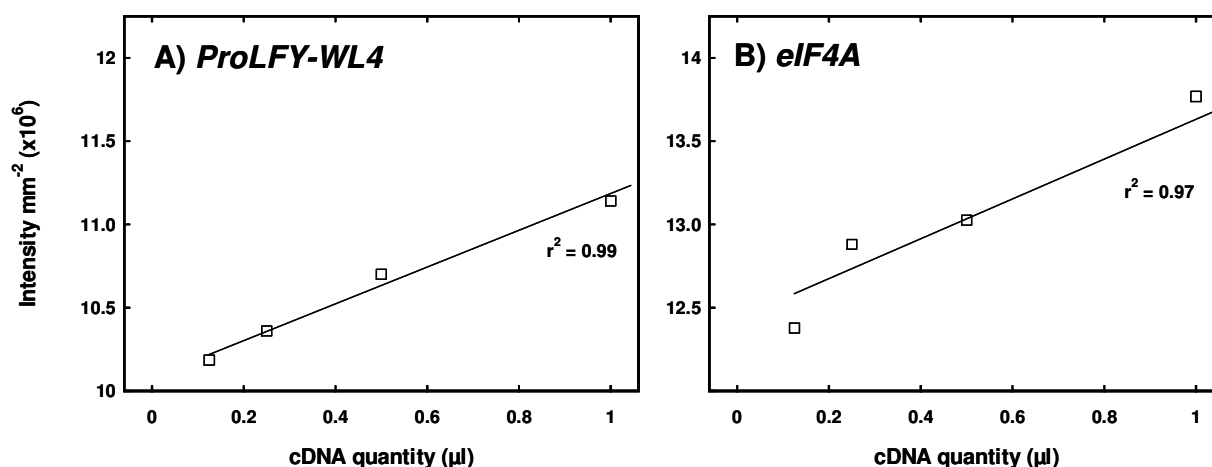 A) ProLFY-WL4
12
11.5
11.0
10.5
10
Intensity mm⁻² (x10⁶)
r² = 0.99
0 0.2 0.4 0.6 0.8 1
cDNA quantity (µl)
B) eIF4A
14
13.5
13.0
12.5
r² = 0.97
0 0.2 0.4 0.6 0.8 1
cDNA quantity (µl)